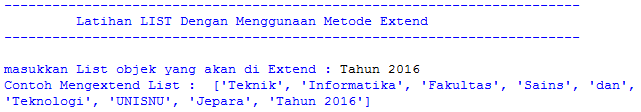 --------------------------------------------------------------------------------
Latihan LIST Dengan Menggunaan Metode Extend
--------------------------------------------------------------------------------
masukkan List objek yang akan di Extend : Tahun 2016
Contoh Mengextend List :  ['Teknik', 'Informatika', 'Fakultas', 'Sains', 'dan',
'Teknologi', 'UNISNU', 'Jepara', 'Tahun 2016']